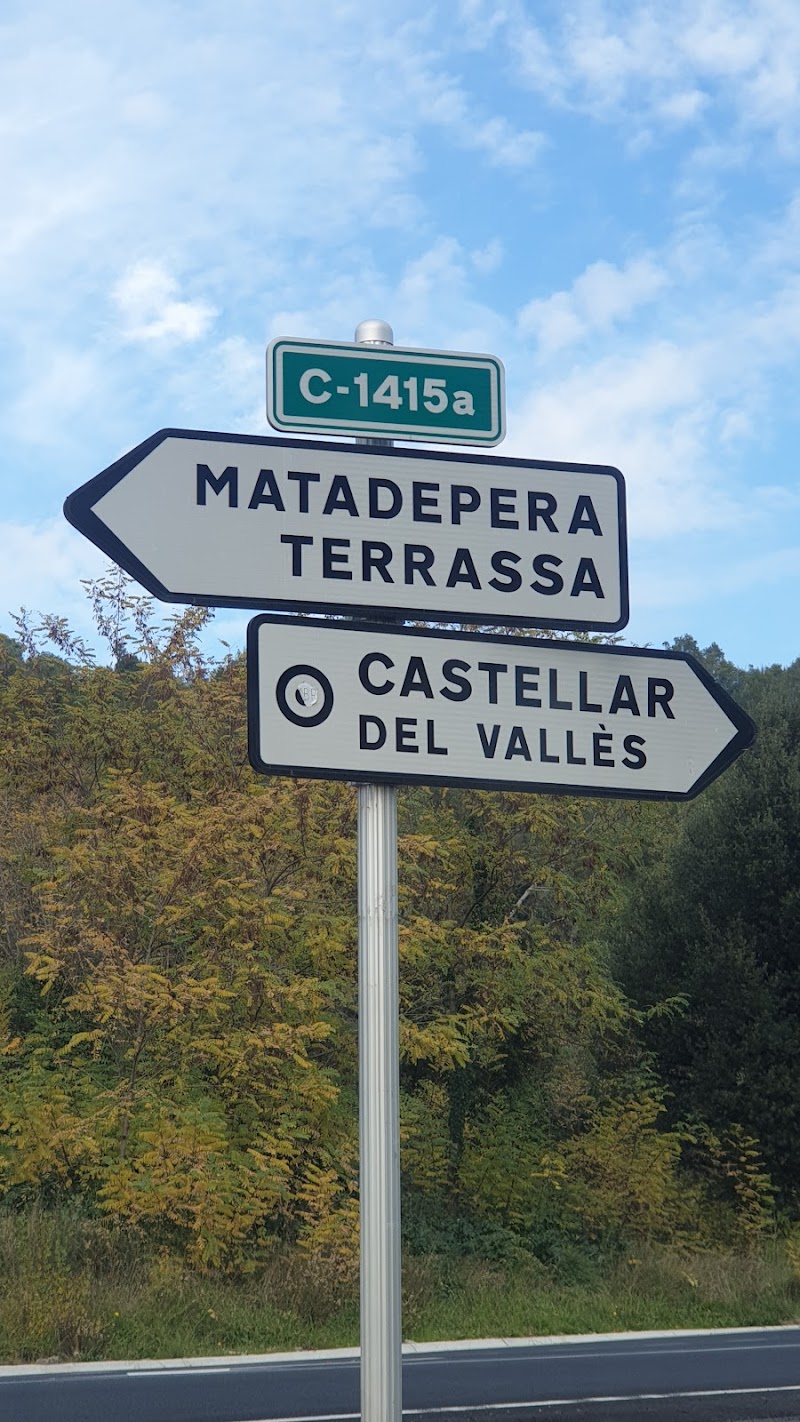 C-1415a
MATADEPERA
TERRASSA
CASTELLAR
DEL VALLÈS